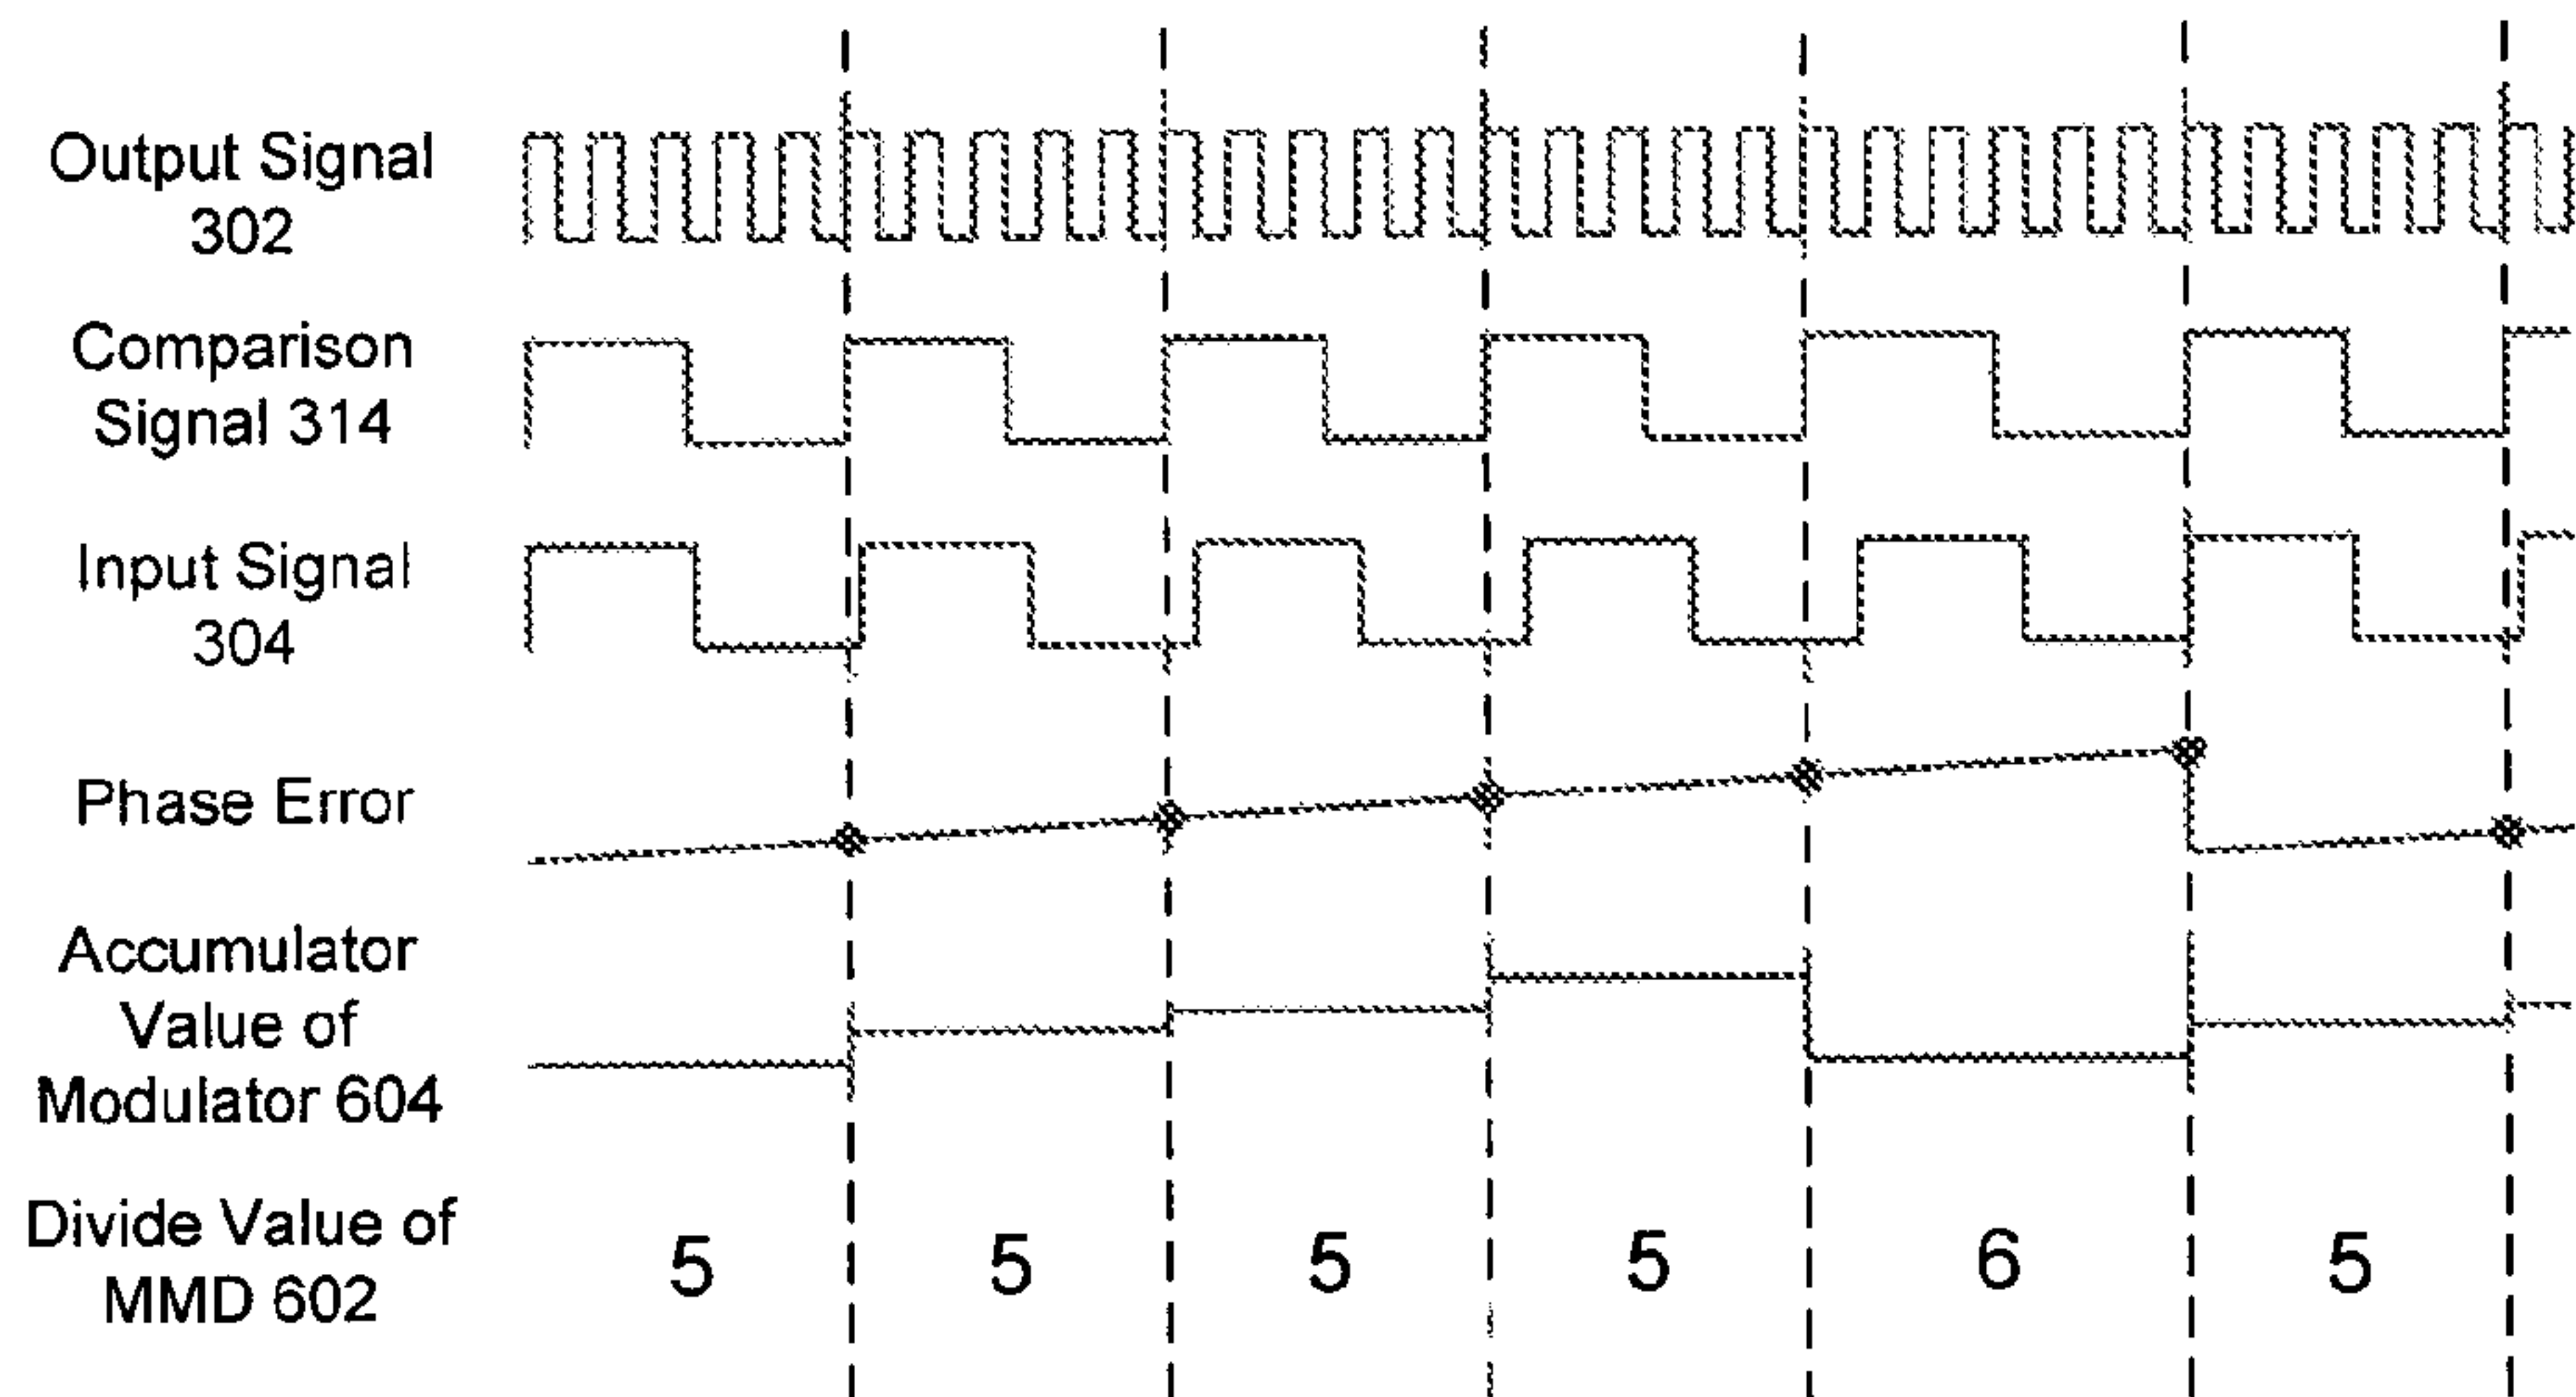 Output Signal
302
Comparison
Signal 314
Input Signal
304
Phase Error
Accumulator
Value of
Modulator 604
Divide Value of
MMD 602
5 5 5 5 6 5